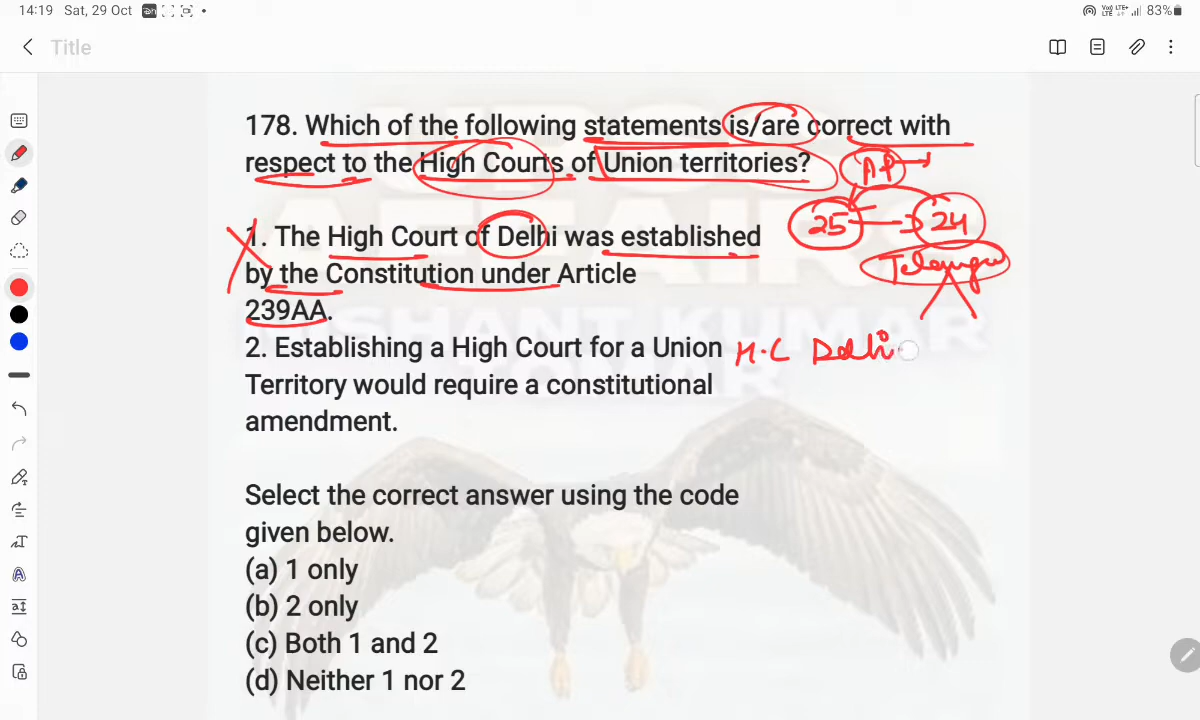 14:19 Sat, 29 Oct
83%
Title
178. Which of the following statements is/are correct with
respect to the High Courts of Union territories?
AP
25 24
1. The High Court of Delhi was established
by the Constitution under Article
239AA.
2. Establishing a High Court for a Union
H.C Delhi
Territory would require a constitutional
amendment.
Select the correct answer using the code
given below.
(a) 1 only
(b) 2 only
(c) Both 1 and 2
(d) Neither 1 nor 2